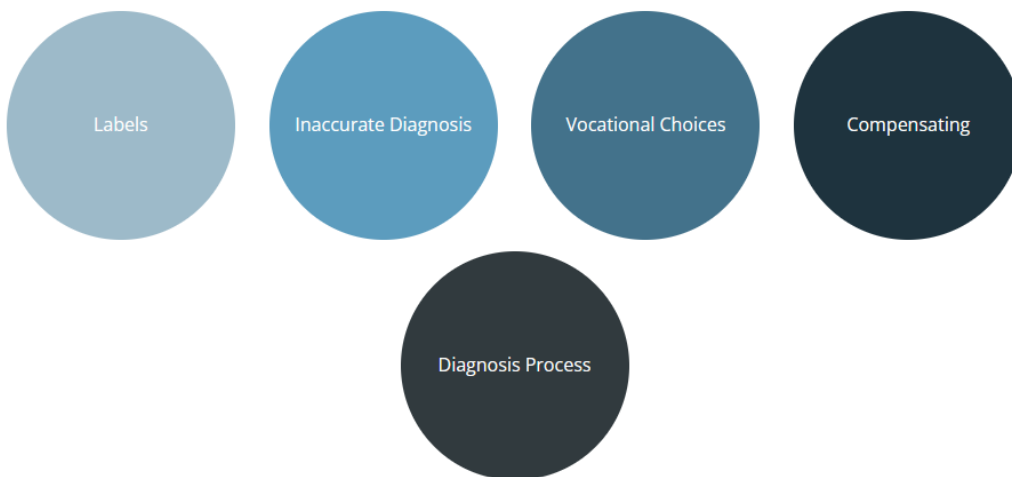 Labels
Inaccurate Diagnosis
Vocational Choices
Compensating
Diagnosis Process